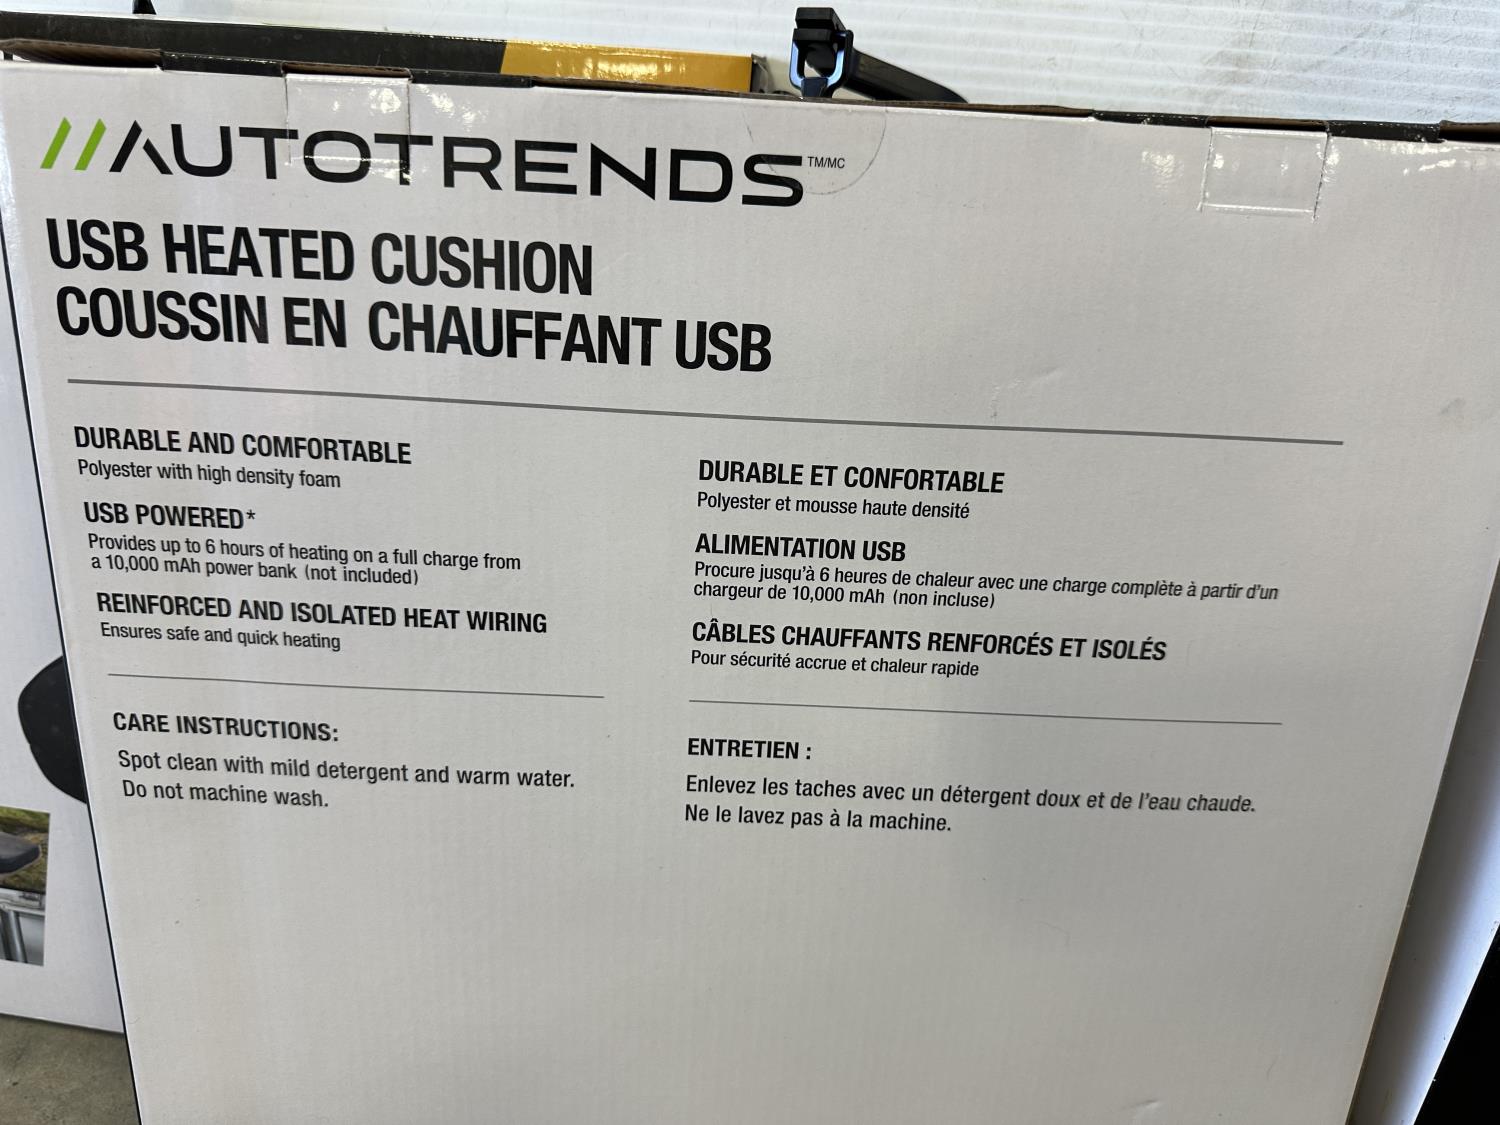 //AUTOTRENDS TM/MC
USB HEATED CUSHION
COUSSIN EN CHAUFFANT USB
DURABLE AND COMFORTABLE
Polyester with high density foam
USB POWERED*
Provides up to 6 hours of heating on a full charge from
a 10,000 mAh power bank (not included)
REINFORCED AND ISOLATED HEAT WIRING
Ensures safe and quick heating
CARE INSTRUCTIONS:
Spot clean with mild detergent and warm water.
Do not machine wash.
DURABLE ET CONFORTABLE
Polyester et mousse haute densité
ALIMENTATION USB
Procure jusqu'à 6 heures de chaleur avec une charge complète à partir d'un
chargeur de 10,000 mAh (non incluse)
CÂBLES CHAUFFANTS RENFORCÉS ET ISOLÉS
Pour sécurité accrue et chaleur rapide
ENTRETIEN :
Enlevez les taches avec un détergent doux et de l'eau chaude.
Ne le lavez pas à la machine.